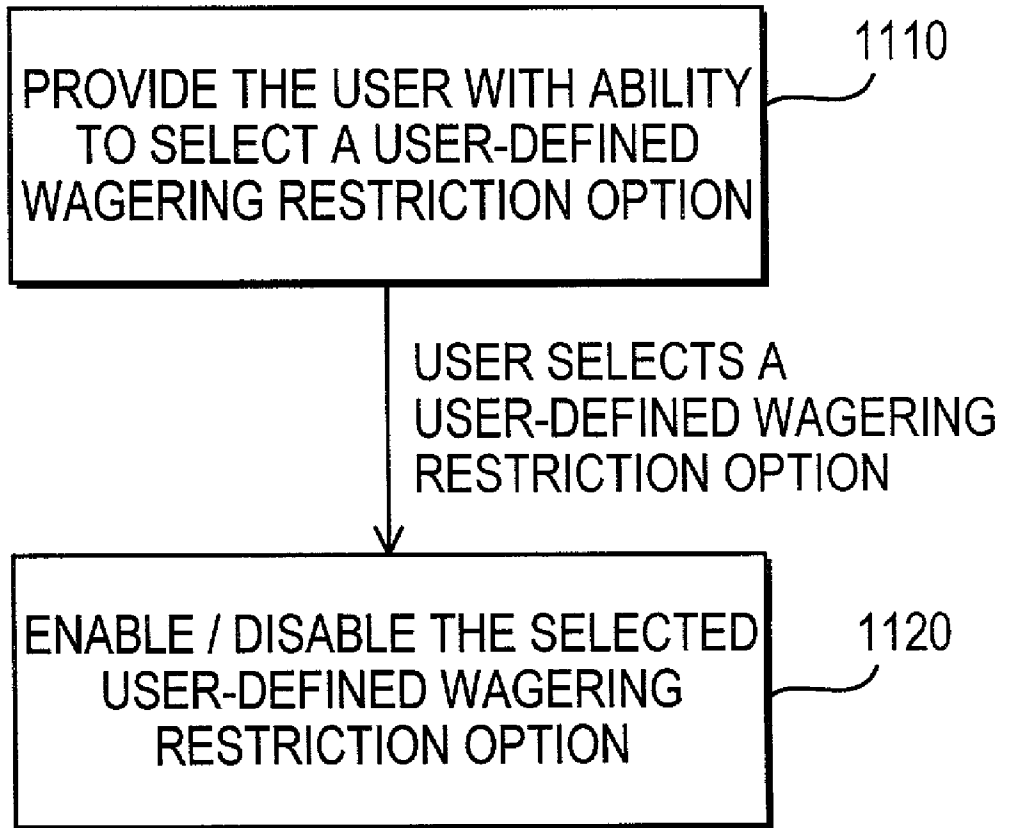 1110
PROVIDE THE USER WITH ABILITY
TO SELECT A USER-DEFINED
WAGERING RESTRICTION OPTION
USER SELECTS A
USER-DEFINED WAGERING
RESTRICTION OPTION
ENABLE / DISABLE THE SELECTED
USER-DEFINED WAGERING
RESTRICTION OPTION
1120